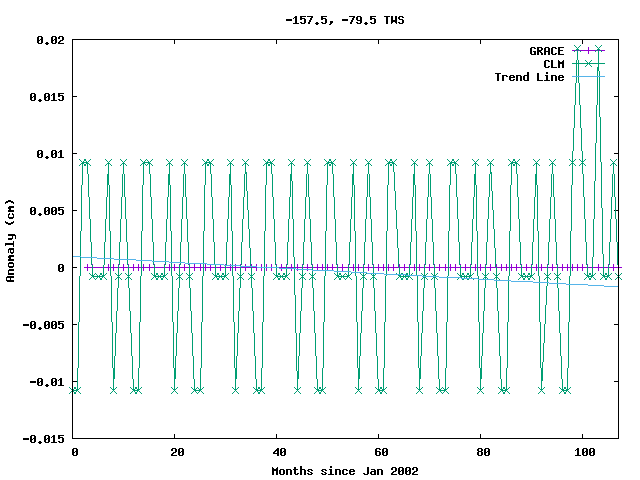 -157.5, -79.5 TWS
GRACE
CLM
Trend Line
0.02
0.015
0.01
0.005
0
-0.005
-0.01
-0.015
Anomaly (cm)
0 20 40 60 80 100
Months since Jan 2002